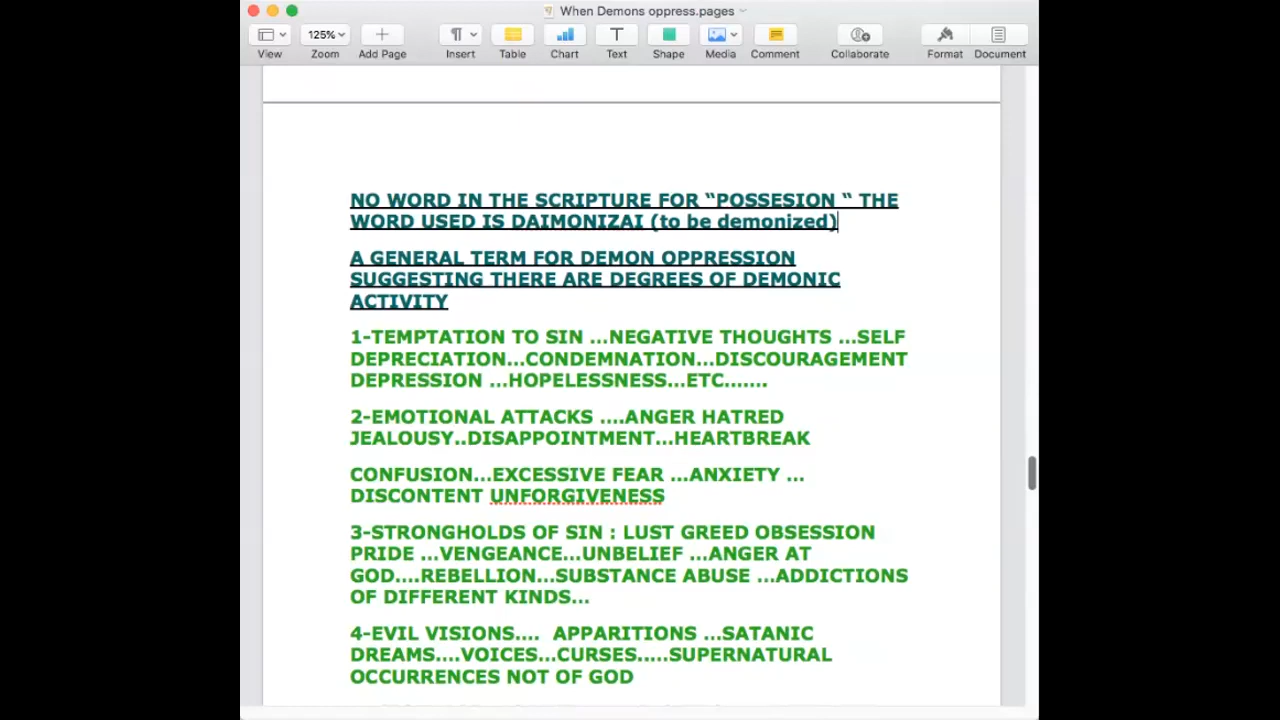 When Demons oppress.pages
125%
View
Zoom
Add Page
Insert
Table
Chart
Text
Shape
Media
Comment
Collaborate
Format
Document
NO WORD IN THE SCRIPTURE FOR “POSSESION “ THE
WORD USED IS DAIMONIZAI (to be demonized)
A GENERAL TERM FOR DEMON OPPRESSION
SUGGESTING THERE ARE DEGREES OF DEMONIC
ACTIVITY
1-TEMPTATION TO SIN ...NEGATIVE THOUGHTS ...SELF
DEPRECIATION...CONDEMNATION...DISCOURAGEMENT
DEPRESSION ...HOPELESSNESS...ETC.......
2-EMOTIONAL ATTACKS ....ANGER HATRED
JEALOUSY..DISAPPOINTMENT...HEARTBREAK
CONFUSION...EXCESSIVE FEAR ...ANXIETY ...
DISCONTENT UNFORGIVENESS
3-STRONGHOLDS OF SIN : LUST GREED OBSESSION
PRIDE ...VENGEANCE...UNBELIEF ...ANGER AT
GOD....REBELLION...SUBSTANCE ABUSE ...ADDICTIONS
OF DIFFERENT KINDS...
4-EVIL VISIONS....  APPARITIONS ...SATANIC
DREAMS....VOICES...CURSES.....SUPERNATURAL
OCCURRENCES NOT OF GOD